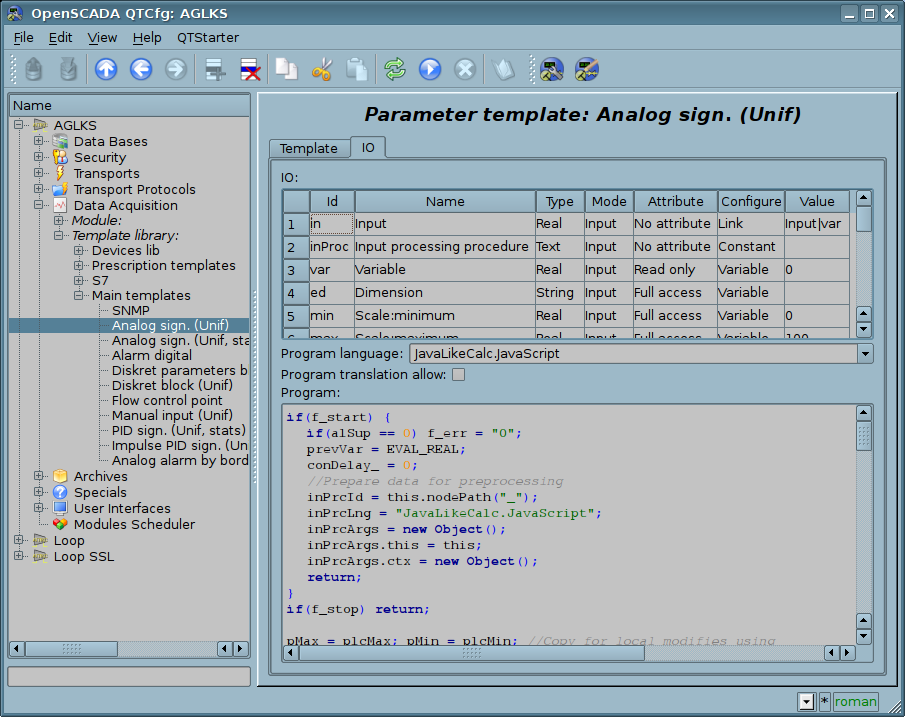 OpenSCADA QTCfg: AGLKS
File Edit View Help QTStarter
Name
AGLKS
Data Bases
Security
Transports
Transport Protocols
Data Acquisition
Module:
Template library:
Devices lib
Prescription templates
S7
Main templates
SNMP
Analog sign. (Unif)
Analog sign. (Unif, sta
Alarm digital
Diskret parameters b
Diskret block (Unif)
Flow control point
Manual input (Unif)
PID sign. (Unif, stats)
Impulse PID sign. (Un
Analog alarm by bord
Archives
Specials
User Interfaces
Modules Scheduler
Loop
Loop SSL
Parameter template: Analog sign. (Unif)
Template IO
IO:
Id Name Type Mode Attribute Configure Value
1 in Input Real Input No attribute Link Input|var
2 inProc Input processing procedure Text Input No attribute Constant
3 var Variable Real Input Read only Variable 0
4 ed Dimension String Input Full access Variable
5 min Scale:minimum Real Input Full access Variable 0
6 max Scale:maximum Real Input Full access Variable 100
Program language: JavaLikeCalc.JavaScript
Program translation allow:
Program:
if(f_start) {
if(alSup == 0) f_err = "0";
prevVar = EVAL_REAL;
conDelay_ = 0;
//Prepare data for preprocessing
inPrcId = this.nodePath("_");
inPrcLng = "JavaLikeCalc.JavaScript";
inPrcArgs = new Object();
inPrcArgs.this = this;
inPrcArgs.ctx = new Object();
return;
}
if(f_stop) return;
pMax = plcMax; pMin = plcMin; //Copy for local modifies using
* roman